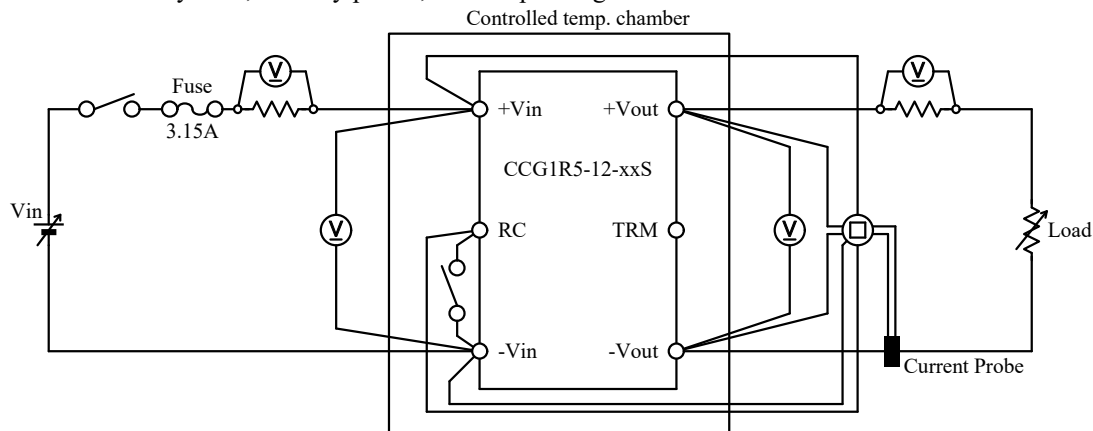 Controlled temp. chamber
Fuse
V
V
3.15A
+Vin
+Vout
CCG1R5-12-xxS
Vin
V
RC
TRM
V
Load
-Vin
-Vout
Current Probe